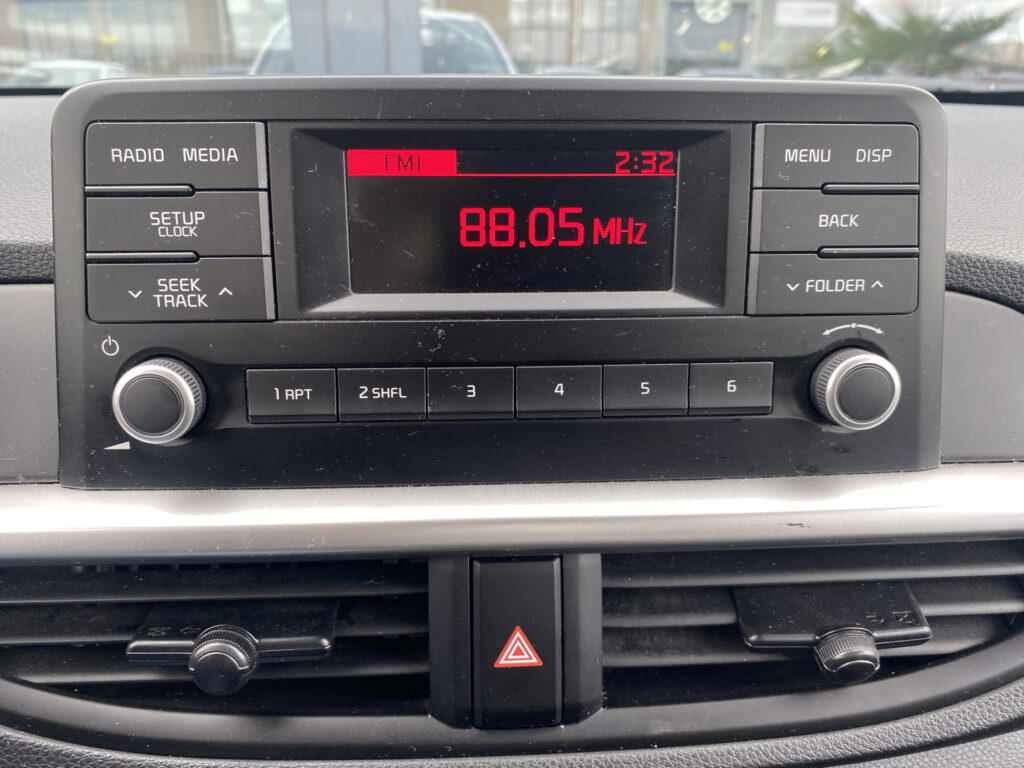 RADIO MEDIA
FM1 2:32
MENU DISP
SETUP
CLOCK
88.05 MHz
BACK
SEEK
TRACK
FOLDER
1 RPT 2 SHFL 3 4 5 6